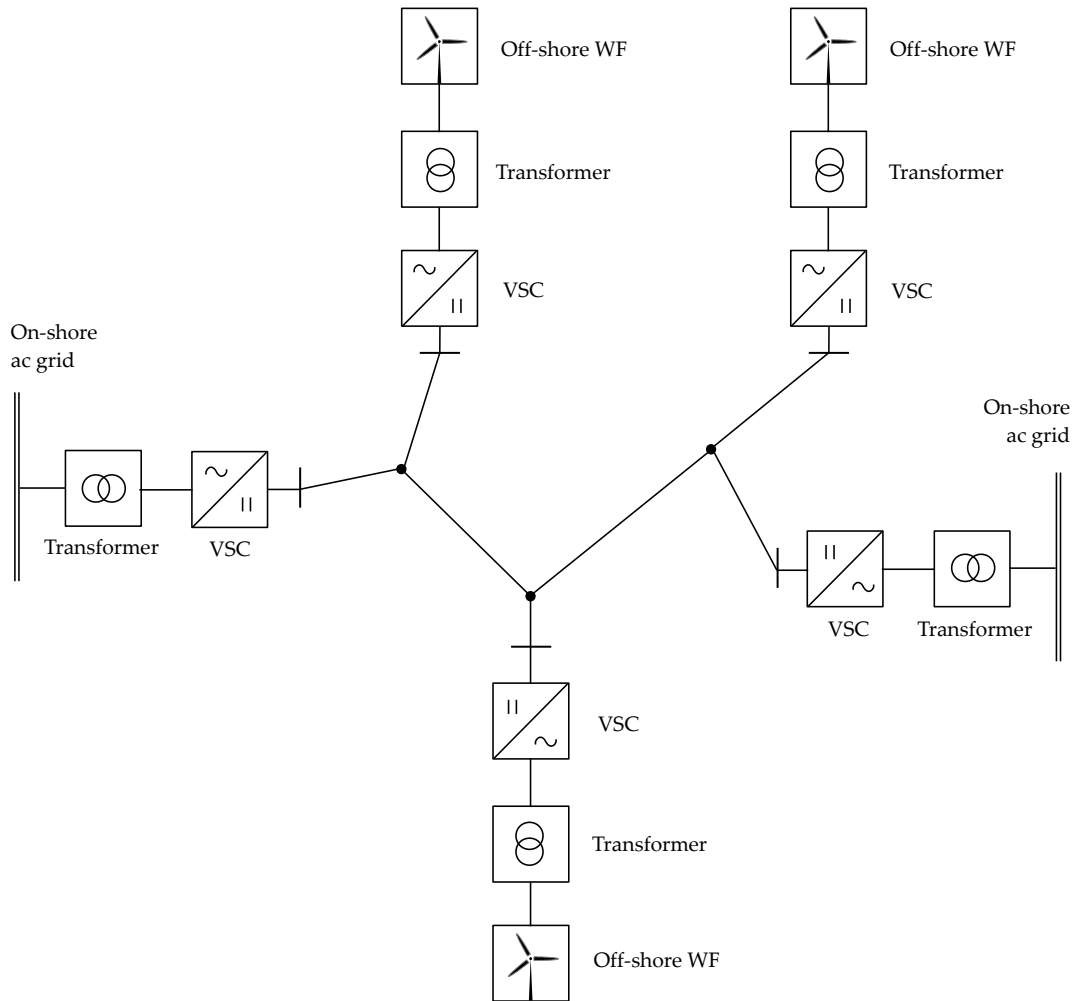 Off-shore WF
Off-shore WF
Transformer
Transformer
VSC
VSC
On-shore
ac grid
On-shore
ac grid
Transformer
VSC
VSC
Transformer
VSC
Transformer
Off-shore WF